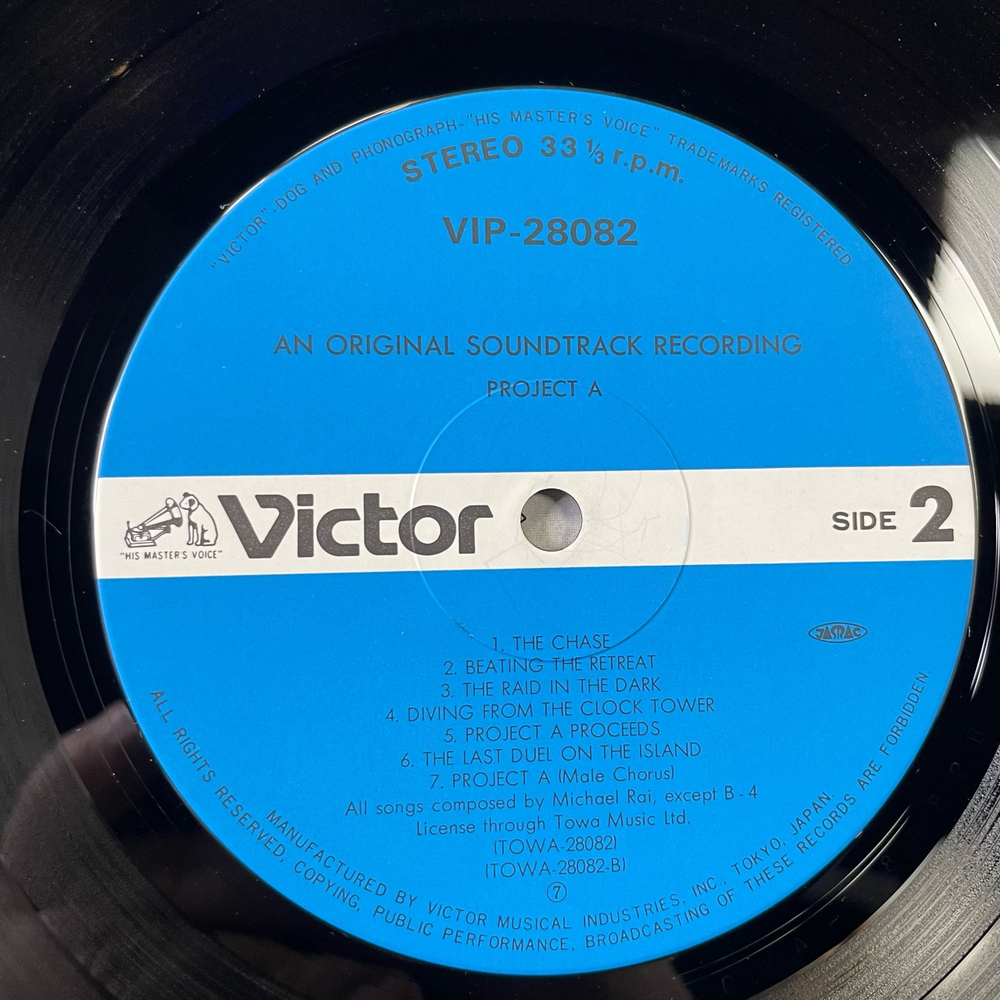 "VICTOR"-DOG AND PHONOGRAPH-"HIS MASTER'S VOICE" TRADEMARKS REGISTERED
STEREO 33 1/3 r.p.m.
VIP-28082
AN ORIGINAL SOUNDTRACK RECORDING
PROJECT A
"HIS MASTER'S VOICE"
Victor
SIDE 2
JASRAC
1. THE CHASE
2. BEATING THE RETREAT
3. THE RAID IN THE DARK
4. DIVING FROM THE CLOCK TOWER
5. PROJECT A PROCEEDS
6. THE LAST DUEL ON THE ISLAND
7. PROJECT A (Male Chorus)
All songs composed by Michael Rai, except B-4
License through Towa Music Ltd.
(TOWA-28082)
(TOWA-28082-B)
⑦
MANUFACTURED BY VICTOR MUSICAL INDUSTRIES, INC., TOKYO, JAPAN.
ALL RIGHTS RESERVED, COPYING, PUBLIC PERFORMANCE, BROADCASTING OF THESE RECORDS ARE FORBIDDEN